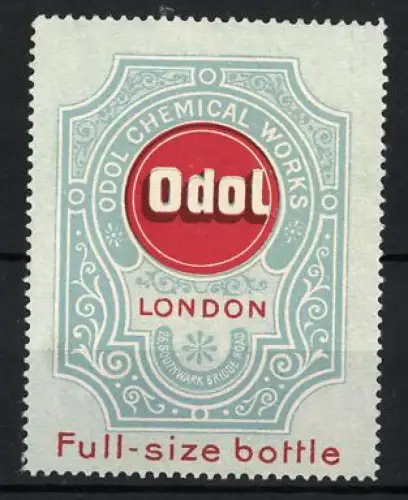 ODOL CHEMICAL WORKS
Odol
LONDON
26 SOUTHWARK BRIDGE ROAD
Full-size bottle